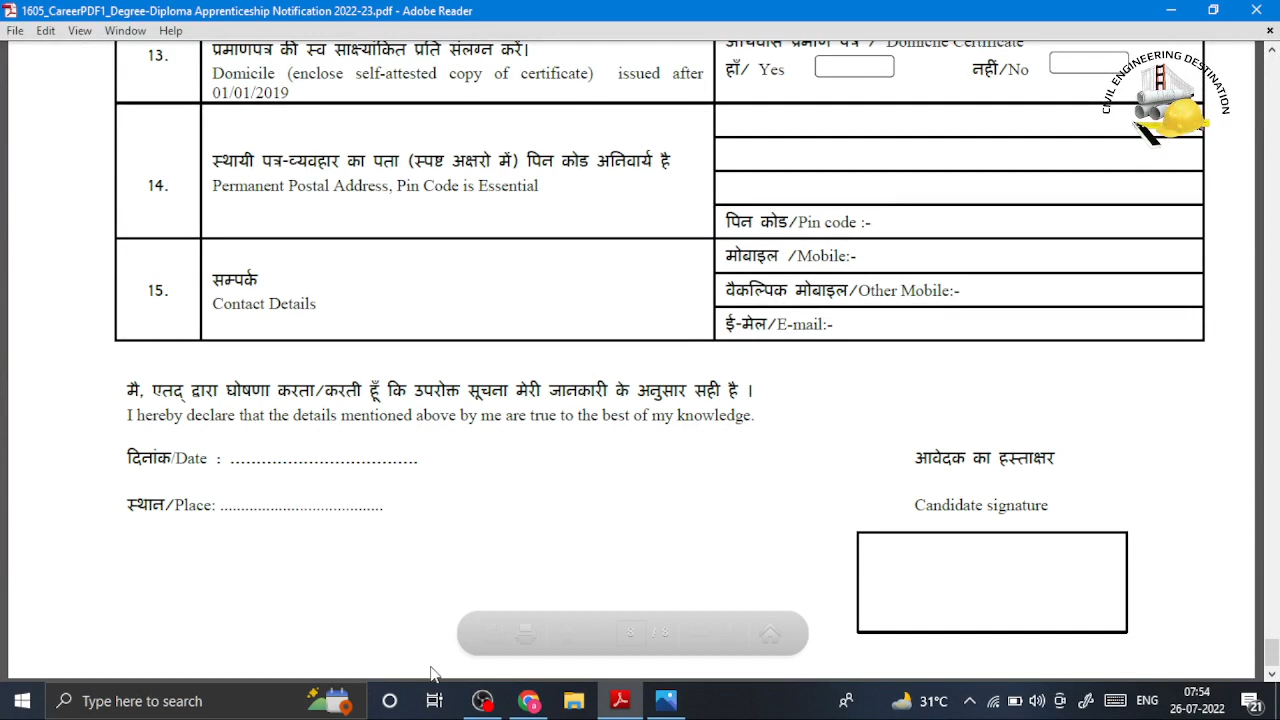 1605_CareerPDF1_Degree-Diploma Apprenticeship Notification 2022-23.pdf - Adobe Reader
File Edit View Window Help
13.
प्रमाणपत्र की स्व साक्ष्यांकित प्रति संलग्न करें।
Domicile (enclose self-attested copy of certificate) issued after
01/01/2019
अधिवास प्रमाण पत्र / Domicile Certificate
हाँ/ Yes
नहीं/No
CIVIL ENGINEERING DESTINATION
14.
स्थायी पत्र-व्यवहार का पता (स्पष्ट अक्षरो में) पिन कोड अनिवार्य है
Permanent Postal Address, Pin Code is Essential
पिन कोड/Pin code :-
15.
सम्पर्क
Contact Details
मोबाइल /Mobile:-
वैकल्पिक मोबाइल/Other Mobile:-
ई-मेल/E-mail:-
मै, एतद् द्वारा घोषणा करता/करती हूँ कि उपरोक्त सूचना मेरी जानकारी के अनुसार सही है ।
I hereby declare that the details mentioned above by me are true to the best of my knowledge.
दिनांक/Date : ....................................
आवेदक का हस्ताक्षर
स्थान/Place: .......................................
Candidate signature
8 / 8
Type here to search
31°C
ENG
07:54
26-07-2022
21